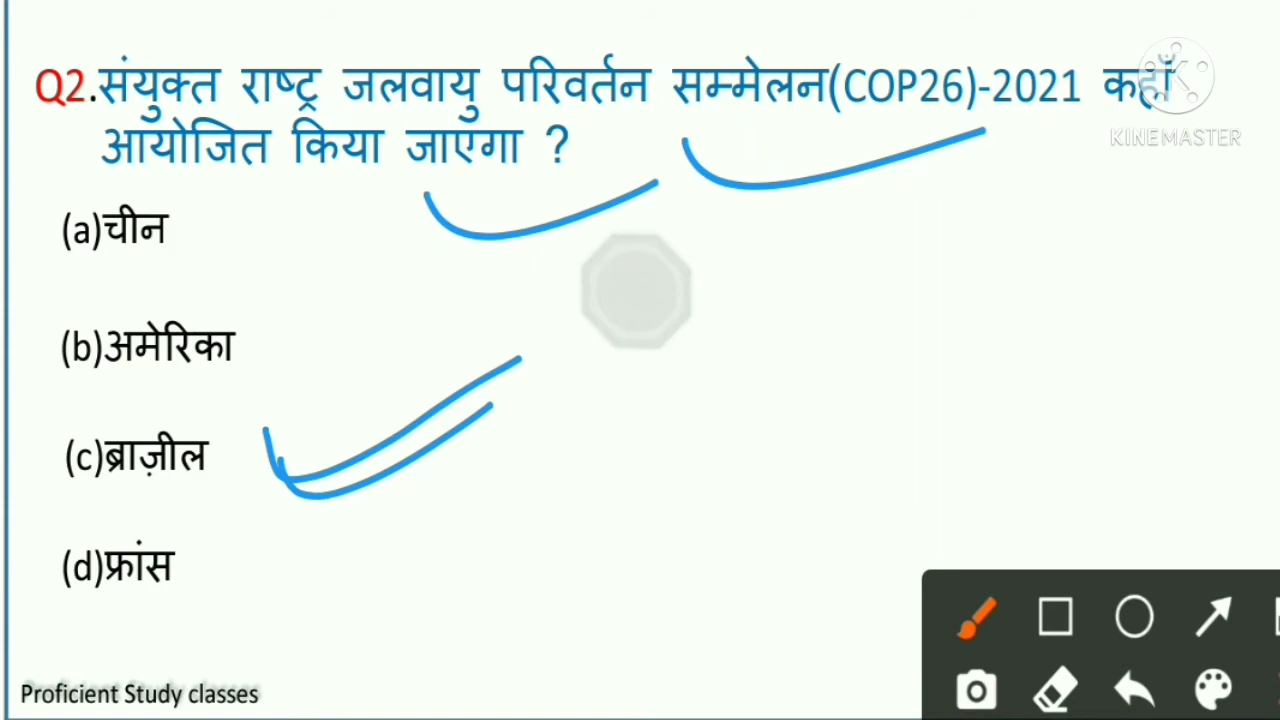 Q2.संयुक्त राष्ट्र जलवायु परिवर्तन सम्मेलन(COP26)-2021 कहाँ
आयोजित किया जाएगा ?
KINEMASTER
(a)चीन
(b)अमेरिका
(c)ब्राज़ील
(d)फ्रांस
Proficient Study classes